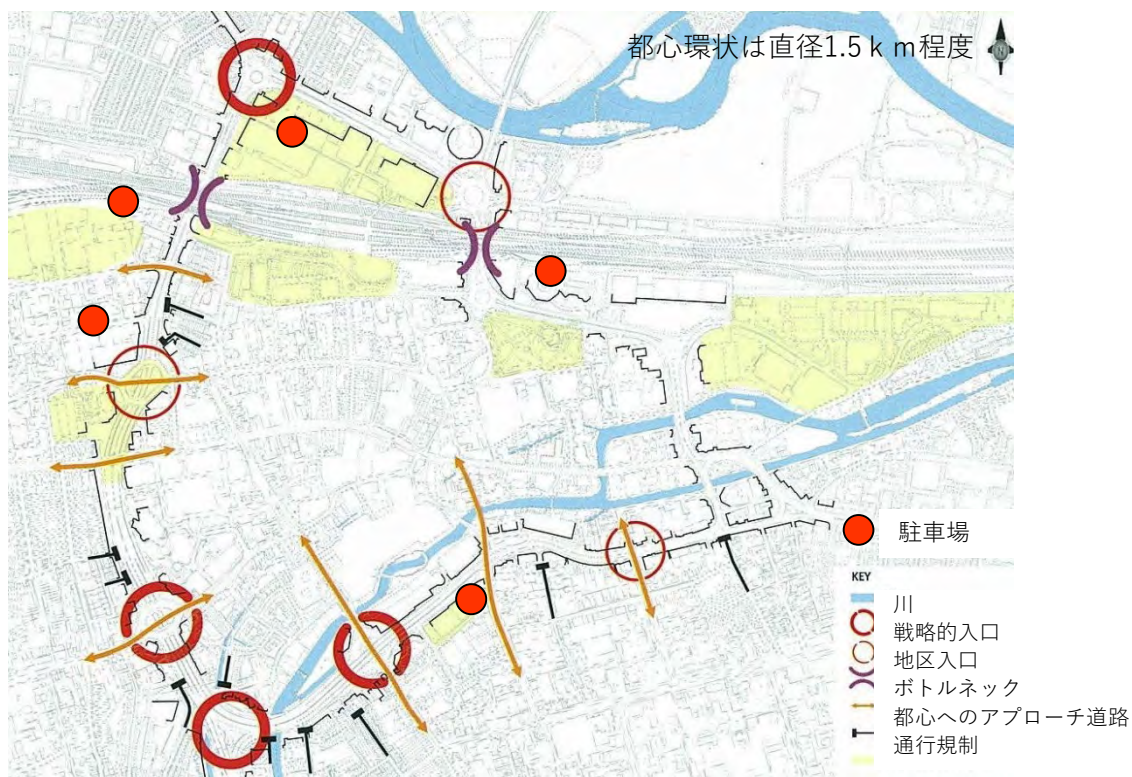 都心環状は直径1.5ｋｍ程度
N
駐車場
KEY
川
戦略的入口
地区入口
ボトルネック
都心へのアプローチ道路
通行規制